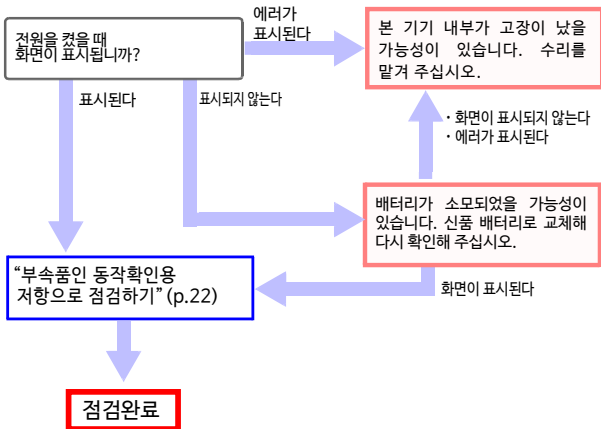 전원을 켰을 때
화면이 표시됩니까?
에러가
표시된다
본 기기 내부가 고장이 났을
가능성이 있습니다. 수리를
맡겨 주십시오.
표시된다
표시되지 않는다
· 화면이 표시되지 않는다
· 에러가 표시된다
배터리가 소모되었을 가능성이
있습니다. 신품 배터리로 교체해
다시 확인해 주십시오.
“부속품인 동작확인용
저항으로 점검하기” (p.22)
화면이 표시된다
점검완료